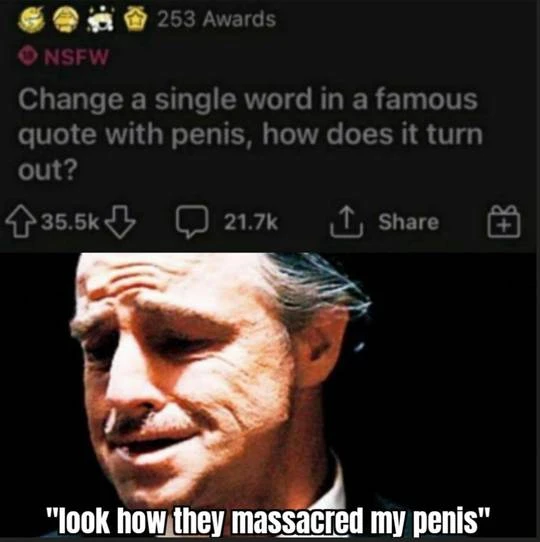 253 Awards
NSFW
Change a single word in a famous
quote with penis, how does it turn
out?
35.5k 21.7k Share
"look how they massacred my penis"